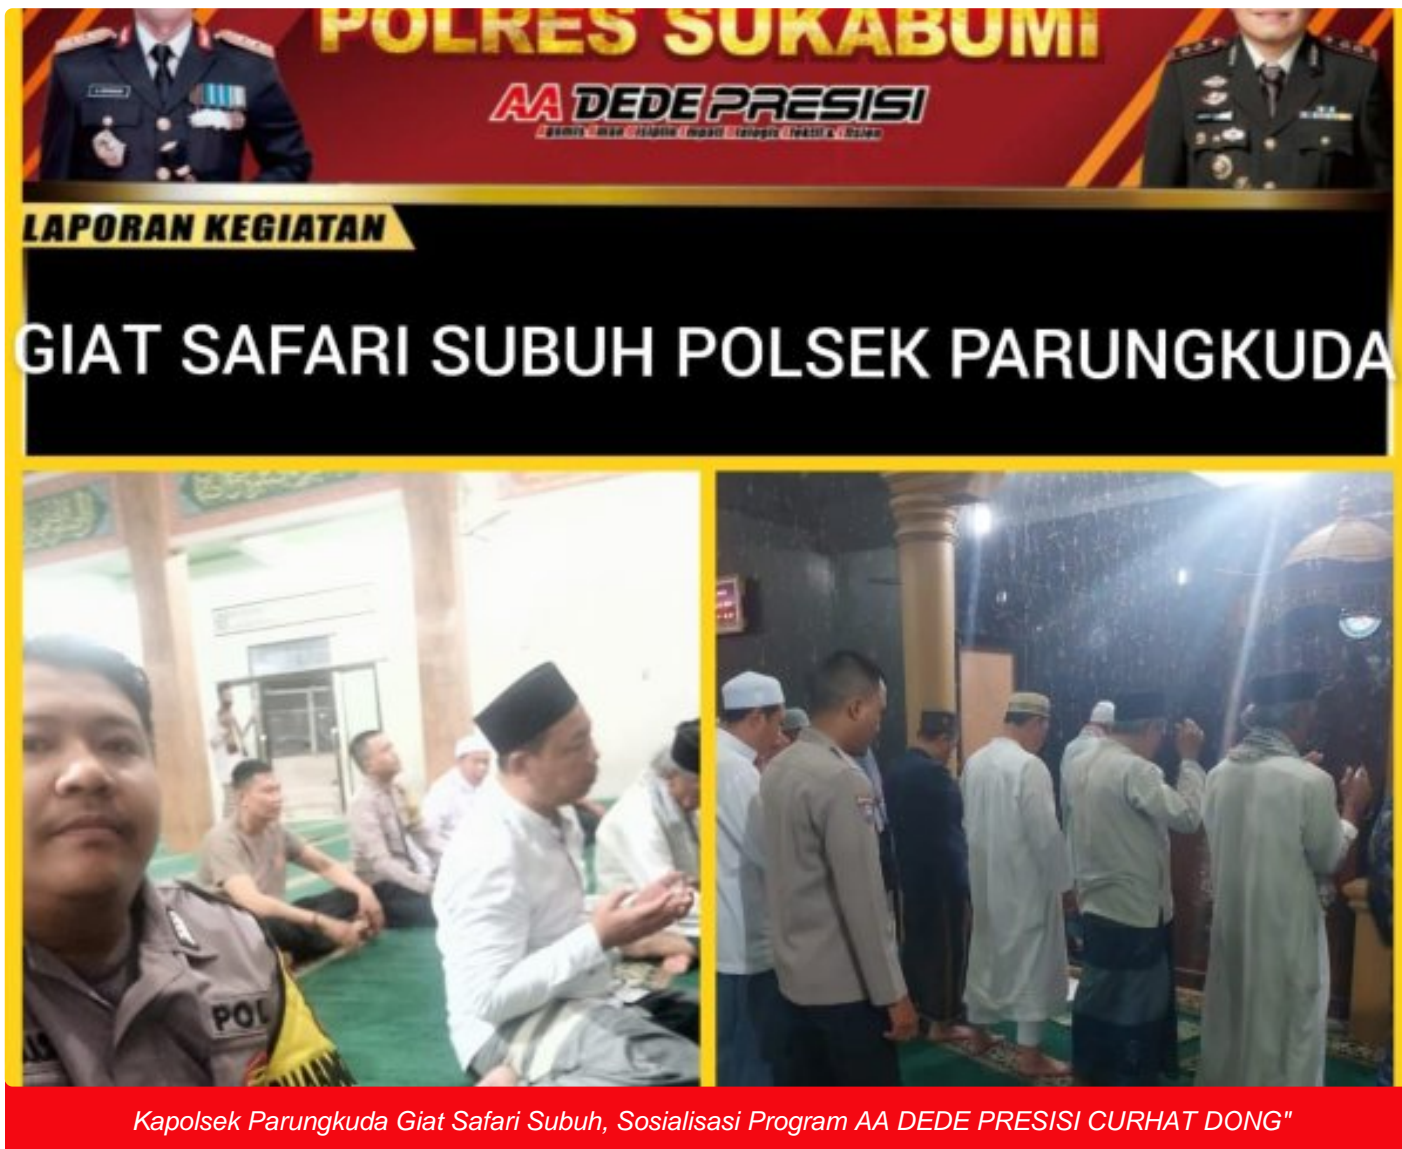 POLRES SUKABUMI
AA DEDE PRESISI
LAPORAN KEGIATAN
GIAT SAFARI SUBUH POLSEK PARUNGKUDA
POL
Kapolsek Parungkuda Giat Safari Subuh, Sosialisasi Program AA DEDE PRESISI CURHAT DONG"